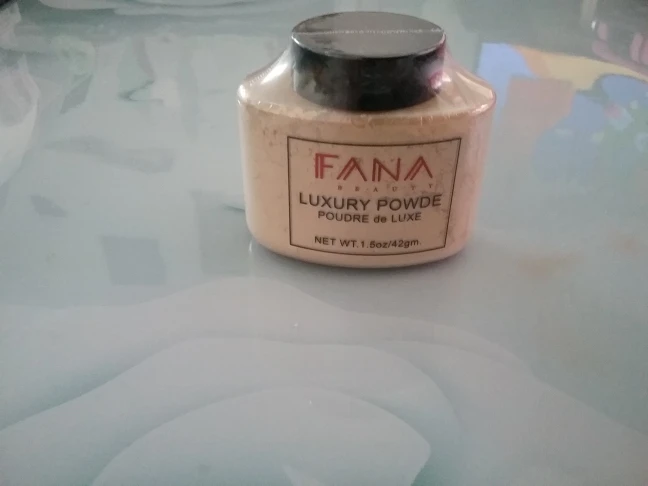 FANA
BEAUTY
LUXURY POWDE
POUDRE de LUXE
NET WT.1.5oz/42gm.